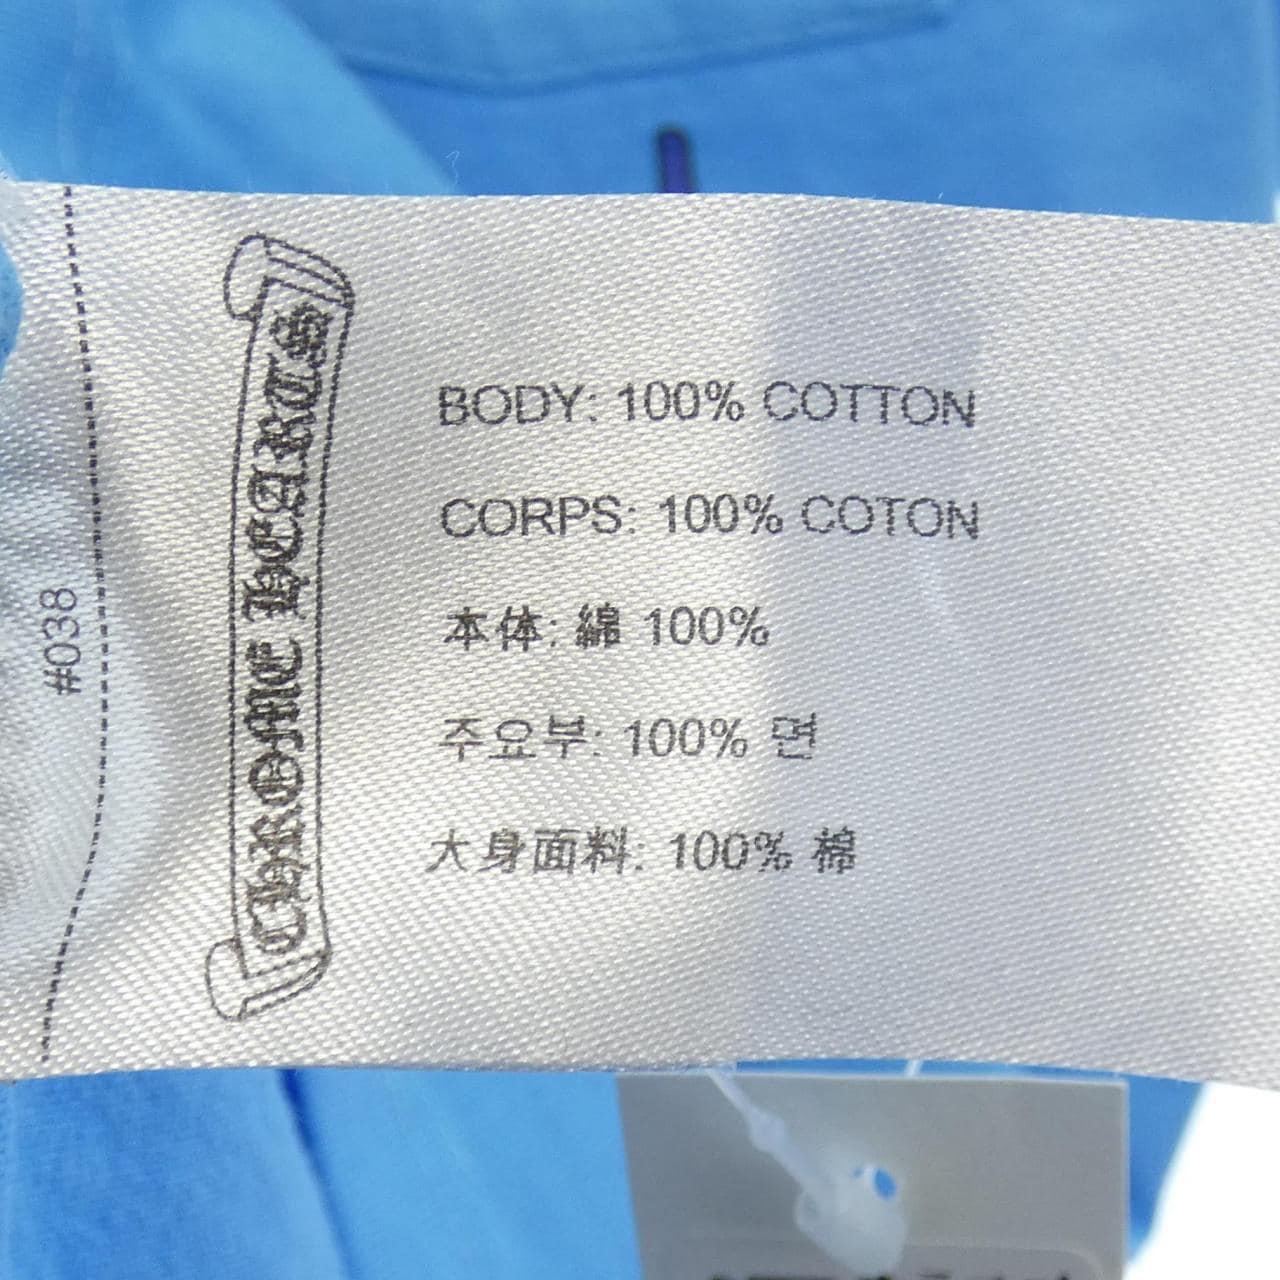 #038
CHROME HEARTS
BODY: 100% COTTON
CORPS: 100% COTON
本体: 綿 100%
주요부: 100% 면
大身面料: 100% 棉